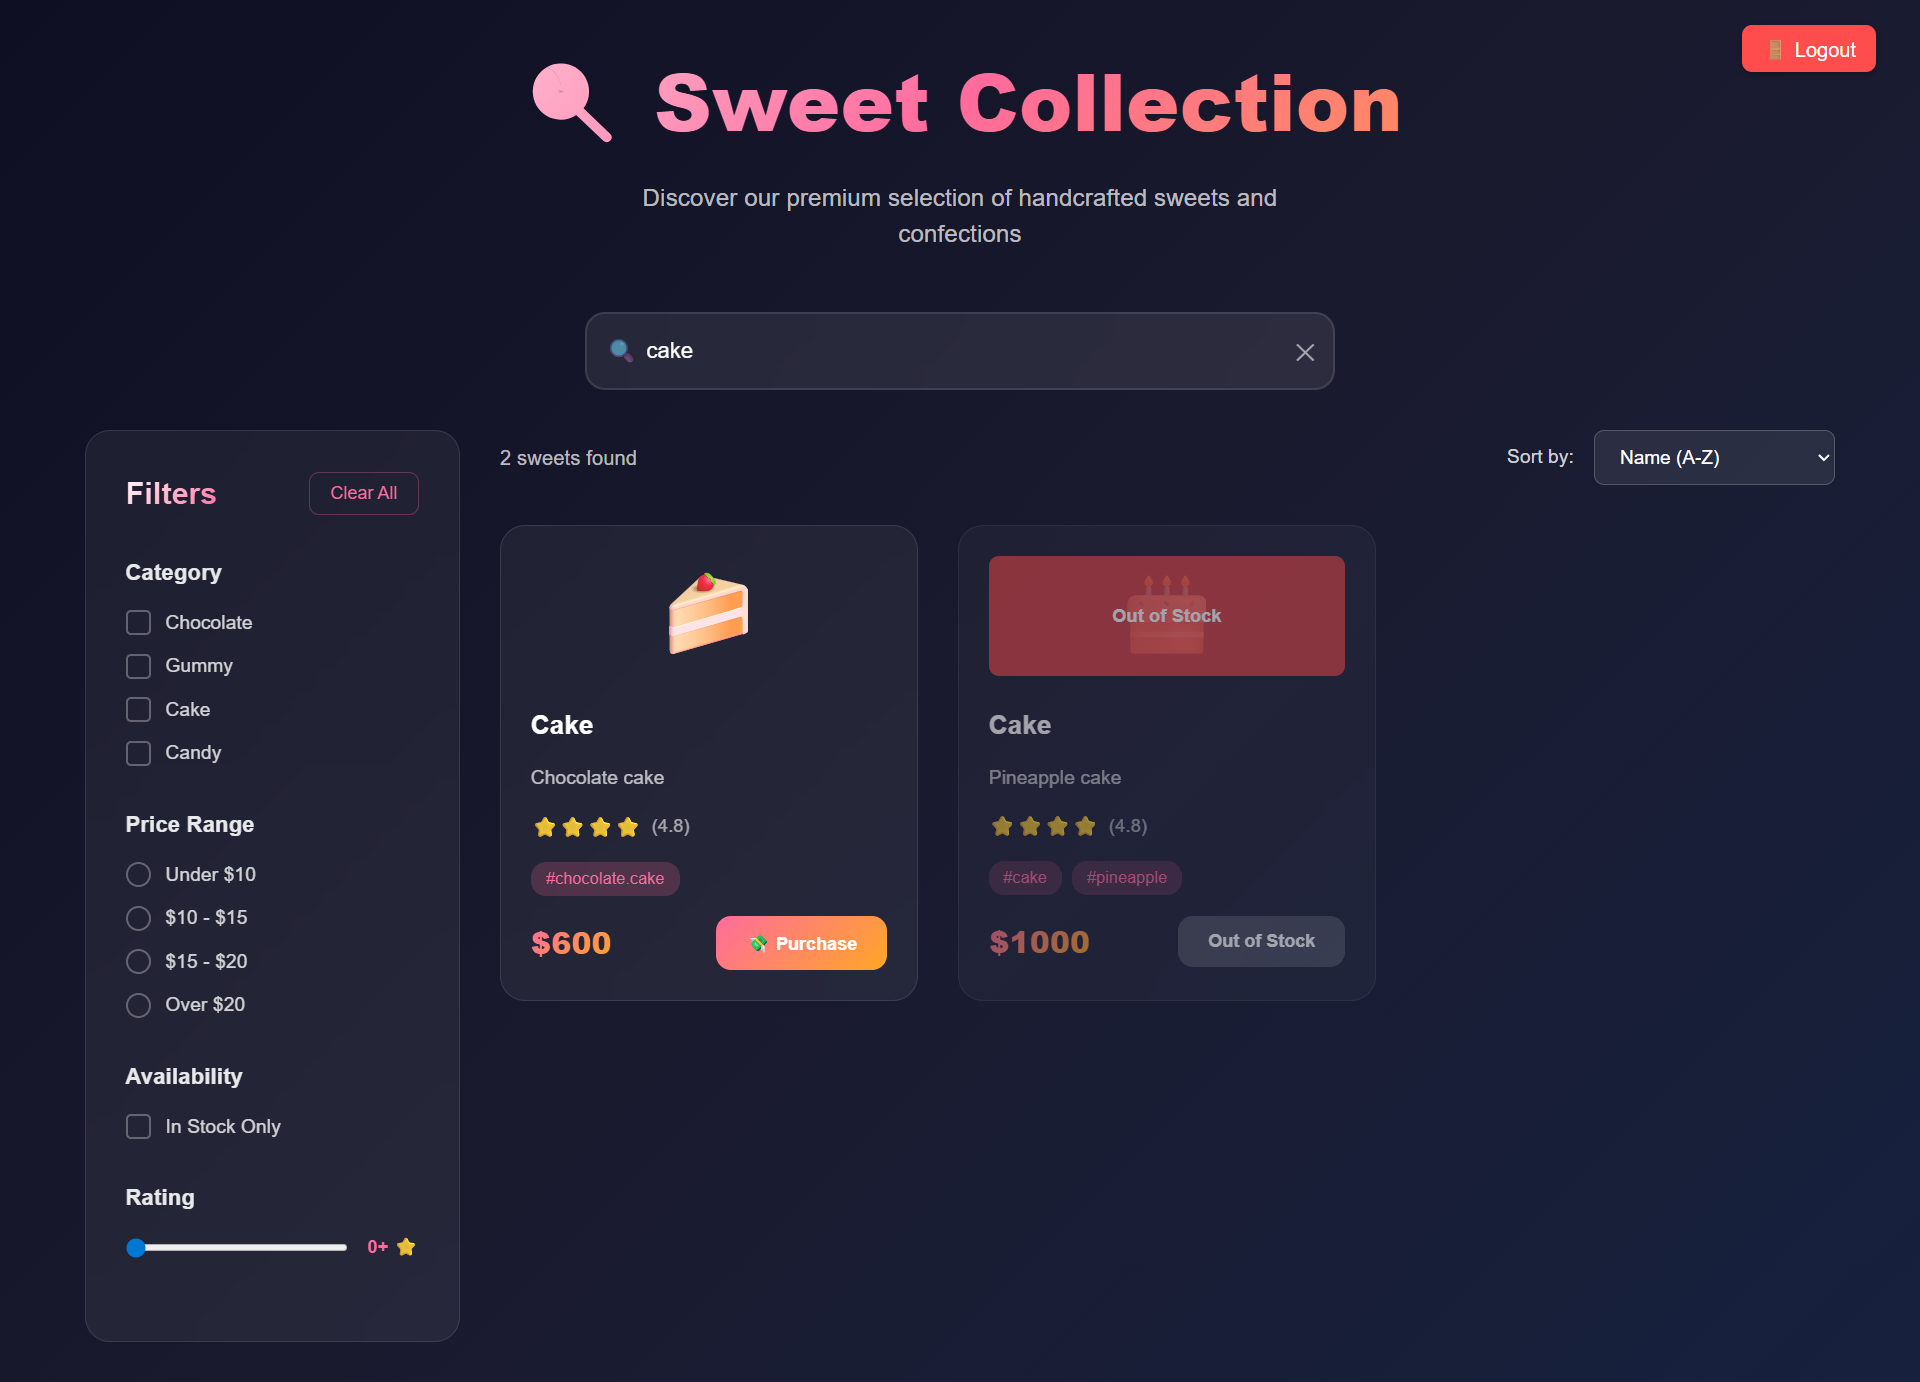 Logout
Sweet Collection
Discover our premium selection of handcrafted sweets and
confections
cake
Filters
Clear All
Category
Chocolate
Gummy
Cake
Candy
Price Range
Under $10
$10 - $15
$15 - $20
Over $20
Availability
In Stock Only
Rating
0+
2 sweets found
Sort by:
Name (A-Z)
Cake
Chocolate cake
(4.8)
#chocolate.cake
$600
Purchase
Out of Stock
Cake
Pineapple cake
(4.8)
#cake #pineapple
$1000
Out of Stock